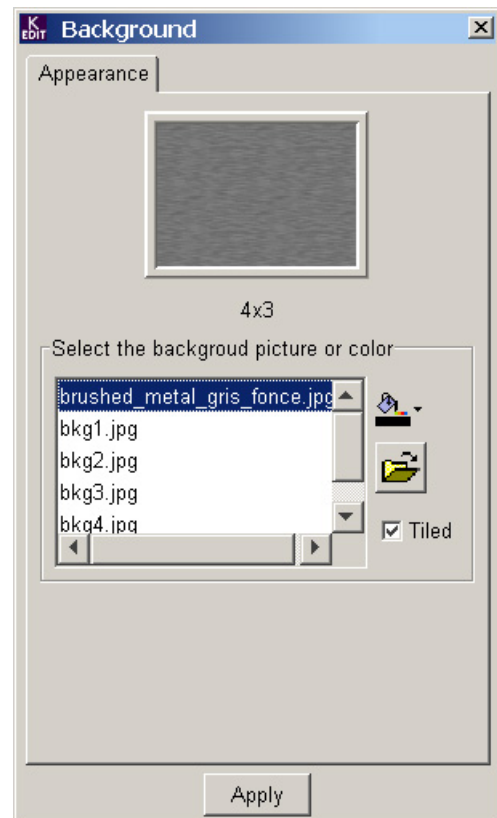 K
EDIT
Background
Appearance
4x3
Select the backgroud picture or color
brushed_metal_gris_fonce.jpg
bkg1.jpg
bkg2.jpg
bkg3.jpg
bkg4.jpg
Tiled
Apply